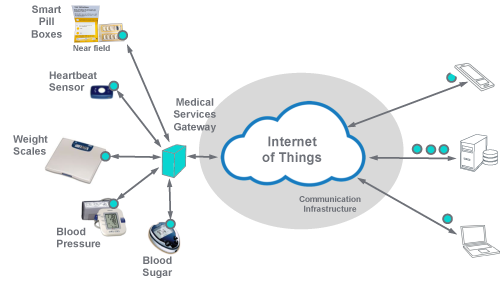 Smart
Pill
Boxes
Near field
Heartbeat
Sensor
Medical
Services
Gateway
Weight
Scales
Internet
of Things
Communication
Infrastructure
Blood
Pressure
Blood
Sugar